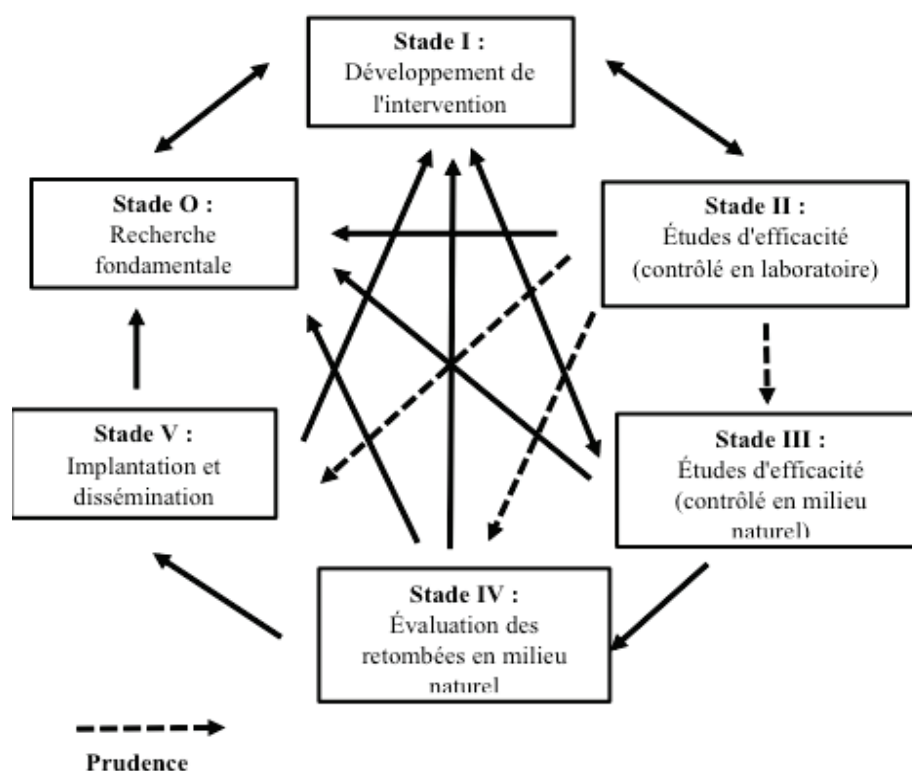 Stade I :
Développement de
l'intervention
Stade O :
Recherche
fondamentale
Stade II :
Études d'efficacité
(contrôlé en laboratoire)
Stade V :
Implantation et
dissémination
Stade III :
Études d'efficacité
(contrôlé en milieu
naturel)
Stade IV :
Évaluation des
retombées en milieu
naturel
Prudence